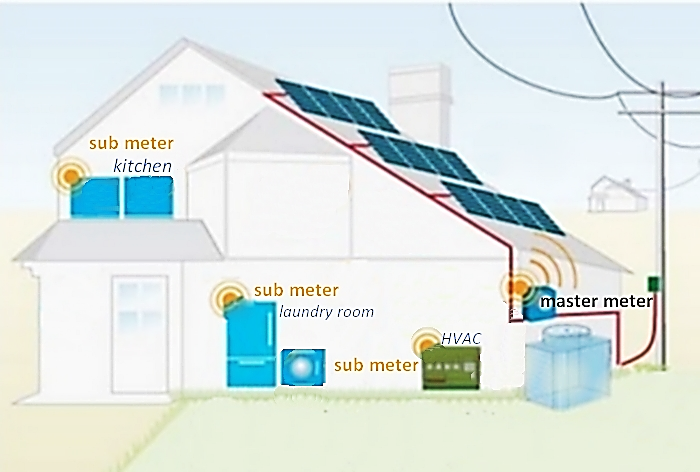 sub meter
kitchen
sub meter
laundry room
master meter
HVAC
sub meter